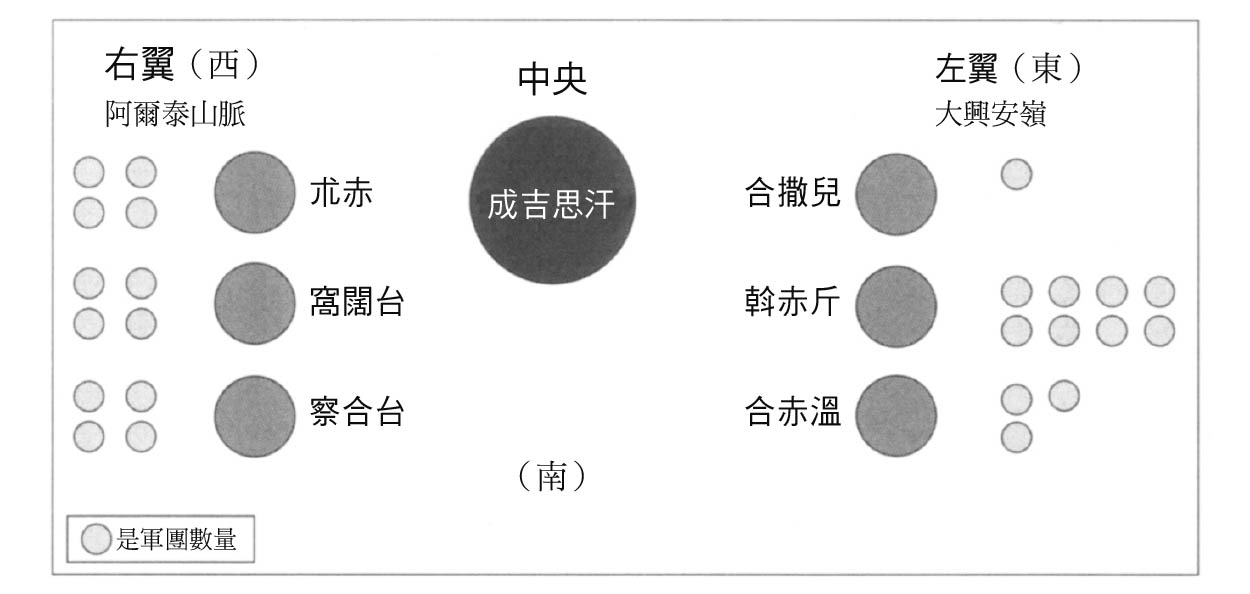 右翼（西）
阿爾泰山脈
中央
左翼（東）
大興安嶺
朮赤
成吉思汗
合撒兒
窩闊台
斡赤斤
察合台
合赤溫
（南）
是軍團數量